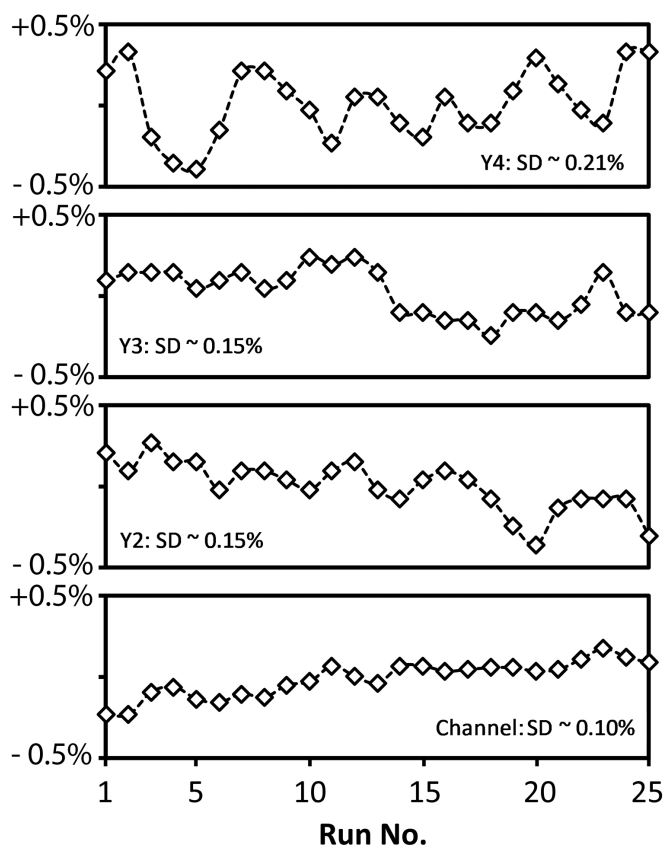 +0.5%
- 0.5%
Y4: SD ~ 0.21%
+0.5%
- 0.5%
Y3: SD ~ 0.15%
+0.5%
- 0.5%
Y2: SD ~ 0.15%
+0.5%
- 0.5%
Channel: SD ~ 0.10%
1 5 10 15 20 25
Run No.